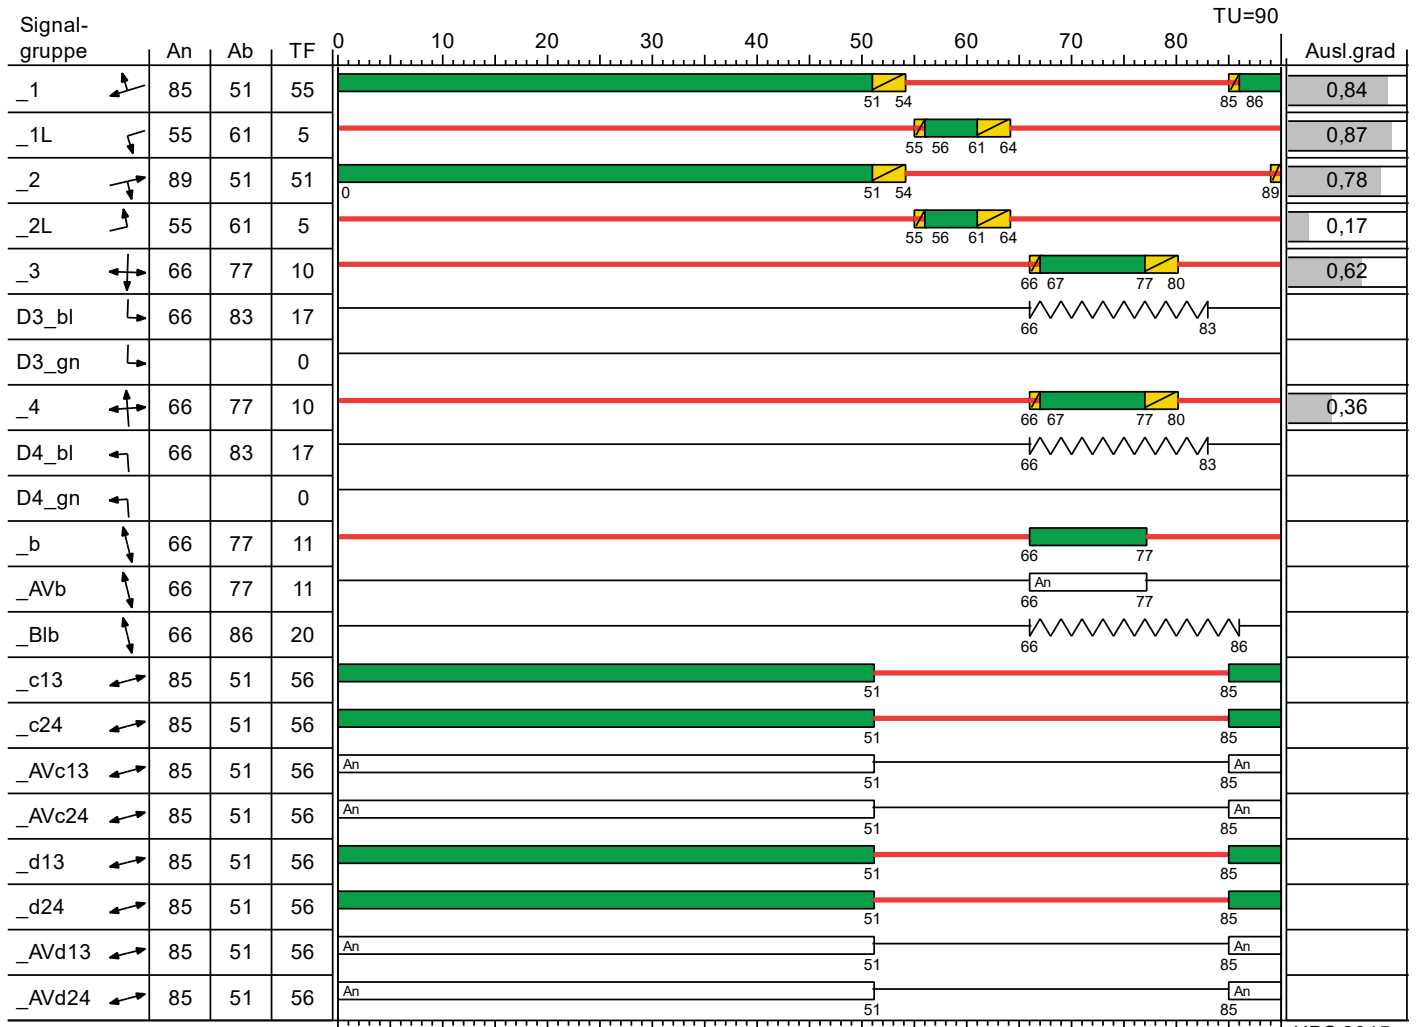 TU=90
Signal-
gruppe An Ab TF 0 10 20 30 40 50 60 70 80 Ausl.grad
_1 85 51 55 0,84
51 54 85 86
_1L 55 61 5 0,87
55 56 61 64
_2 89 51 51 0,78
0 51 54 89
_2L 55 61 5 0,17
55 56 61 64
_3 66 77 10 0,62
66 67 77 80
D3_bl 66 83 17
66 83
D3_gn 0
_4 66 77 10 0,36
66 67 77 80
D4_bl 66 83 17
66 83
D4_gn 0
_b 66 77 11
66 77
_AVb 66 77 11 An
66 77
_Blb 66 86 20
66 86
_c13 85 51 56
51 85
_c24 85 51 56
51 85
_AVc13 85 51 56 An An
51 85
_AVc24 85 51 56 An An
51 85
_d13 85 51 56
51 85
_d24 85 51 56
51 85
_AVd13 85 51 56 An An
51 85
_AVd24 85 51 56 An An
51 85